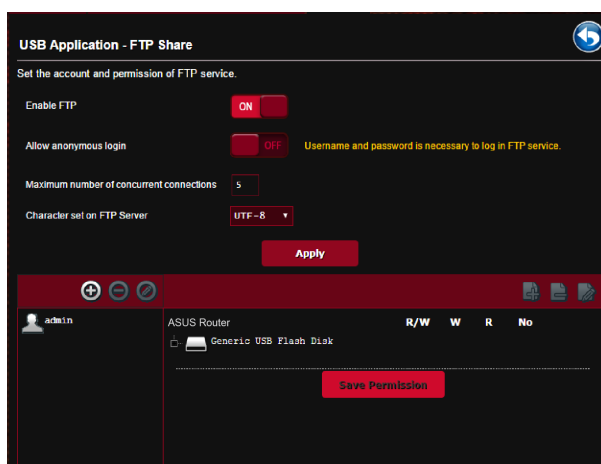 USB Application - FTP Share
Set the account and permission of FTP service.
Enable FTP ON
Allow anonymous login OFF Username and password is necessary to log in FTP service.
Maximum number of concurrent connections 5
Character set on FTP Server UTF-8
Apply
admin
ASUS Router R/W W R No
Generic USB Flash Disk
Save Permission